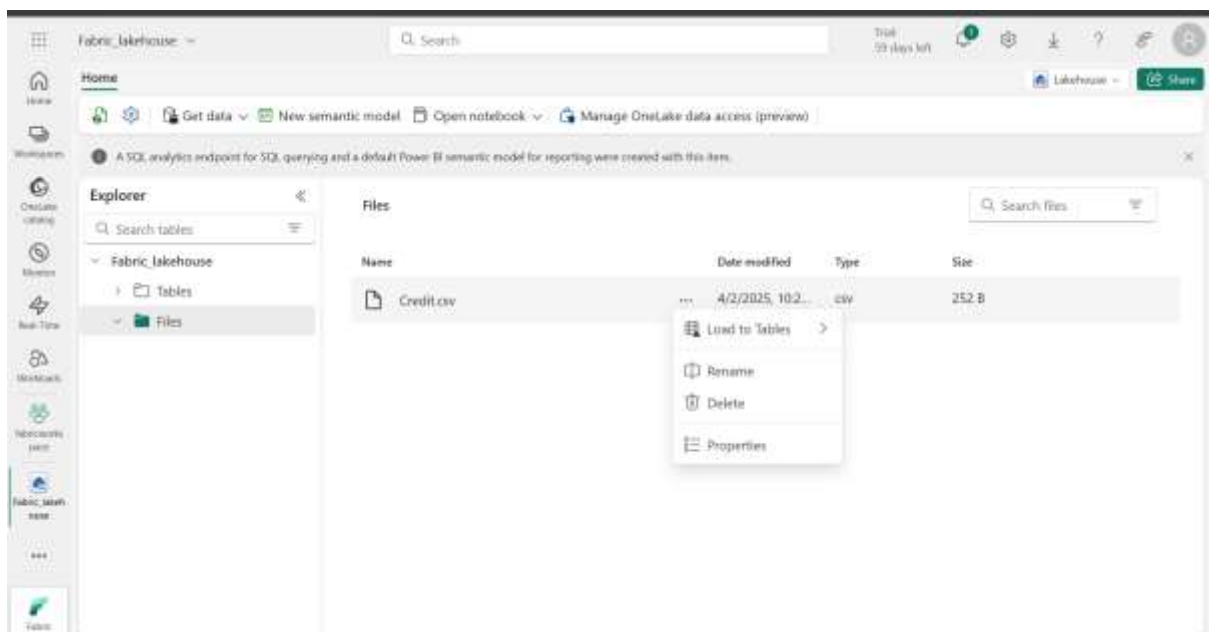 Fabric_lakehouse
Search
Trial
59 days left
Home
Home
Lakehouse
Share
Get data
New semantic model
Open notebook
Manage OneLake data access (preview)
Workspaces
A SQL analytics endpoint for SQL querying and a default Power BI semantic model for reporting were created with this item.
OneLake
catalog
Explorer
Search tables
Fabric_lakehouse
Tables
Files
Files
Search files
Name
Date modified
Type
Size
Credit.csv
...
4/2/2025, 10:2...
csv
252 B
Load to Tables
Rename
Delete
Properties
Monitor
Real-Time
Workloads
Fabric_lakeh
ouse
...
Fabric